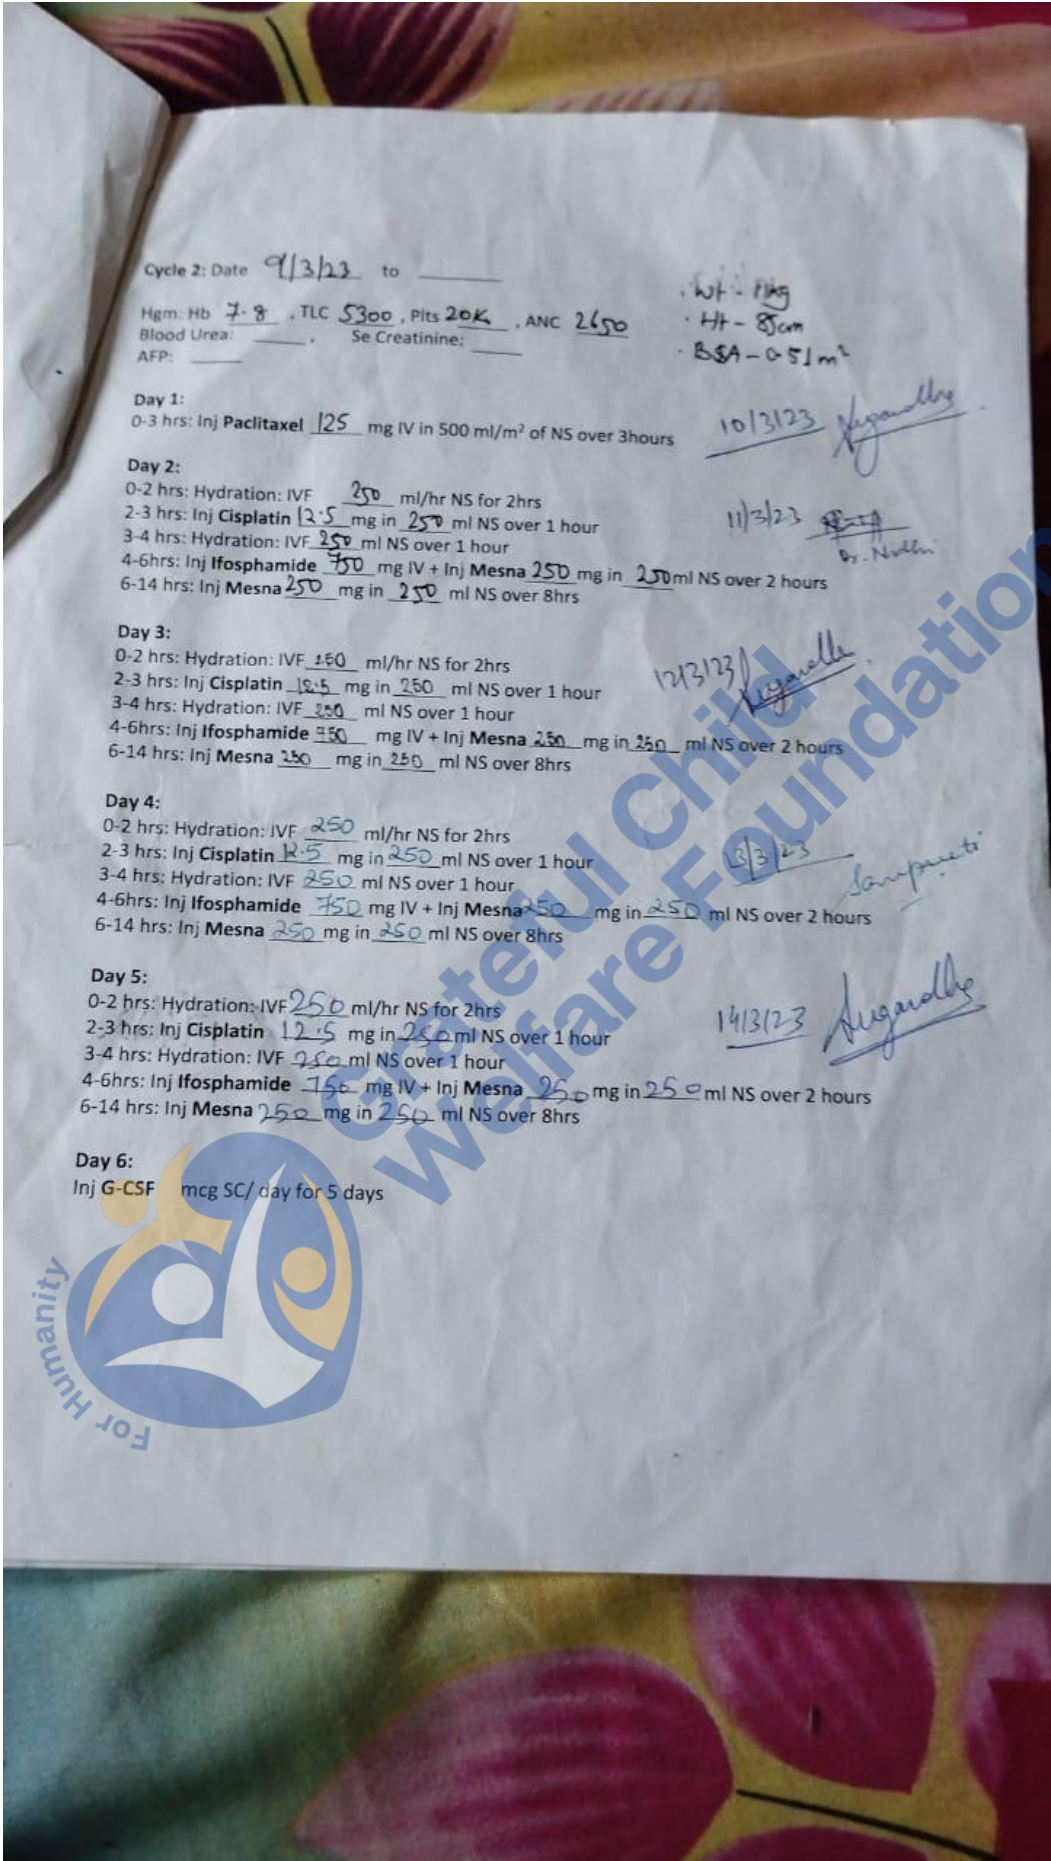 Cycle 2: Date 9/3/23 to
Hgm: Hb 7.8, TLC 5300, Plts 20K, ANC 2650
Blood Urea: , Se Creatinine:
AFP:
. Wt - 11kg
. Ht - 85cm
. BSA - 0.51 m²
Day 1:
0-3 hrs: Inj Paclitaxel 125 mg IV in 500 ml/m² of NS over 3hours
10/3/23
Day 2:
0-2 hrs: Hydration: IVF 250 ml/hr NS for 2hrs
2-3 hrs: Inj Cisplatin 12.5 mg in 250 ml NS over 1 hour
3-4 hrs: Hydration: IVF 250 ml NS over 1 hour
4-6hrs: Inj Ifosphamide 750 mg IV + Inj Mesna 250 mg in 250 ml NS over 2 hours
6-14 hrs: Inj Mesna 250 mg in 250 ml NS over 8hrs
11/3/23
Dr.
Day 3:
0-2 hrs: Hydration: IVF 250 ml/hr NS for 2hrs
2-3 hrs: Inj Cisplatin 12.5 mg in 250 ml NS over 1 hour
3-4 hrs: Hydration: IVF 250 ml NS over 1 hour
4-6hrs: Inj Ifosphamide 750 mg IV + Inj Mesna 250 mg in 250 ml NS over 2 hours
6-14 hrs: Inj Mesna 250 mg in 250 ml NS over 8hrs
12/3/23
Day 4:
0-2 hrs: Hydration: IVF 250 ml/hr NS for 2hrs
2-3 hrs: Inj Cisplatin 12.5 mg in 250 ml NS over 1 hour
3-4 hrs: Hydration: IVF 250 ml NS over 1 hour
4-6hrs: Inj Ifosphamide 750 mg IV + Inj Mesna 250 mg in 250 ml NS over 2 hours
6-14 hrs: Inj Mesna 250 mg in 250 ml NS over 8hrs
13/3/23
Day 5:
0-2 hrs: Hydration: IVF 250 ml/hr NS for 2hrs
2-3 hrs: Inj Cisplatin 12.5 mg in 250 ml NS over 1 hour
3-4 hrs: Hydration: IVF 250 ml NS over 1 hour
4-6hrs: Inj Ifosphamide 750 mg IV + Inj Mesna 250 mg in 250 ml NS over 2 hours
6-14 hrs: Inj Mesna 250 mg in 250 ml NS over 8hrs
14/3/23
Day 6:
Inj G-CSF mcg SC/ day for 5 days
Grateful Child
Welfare Foundation
For Humanity